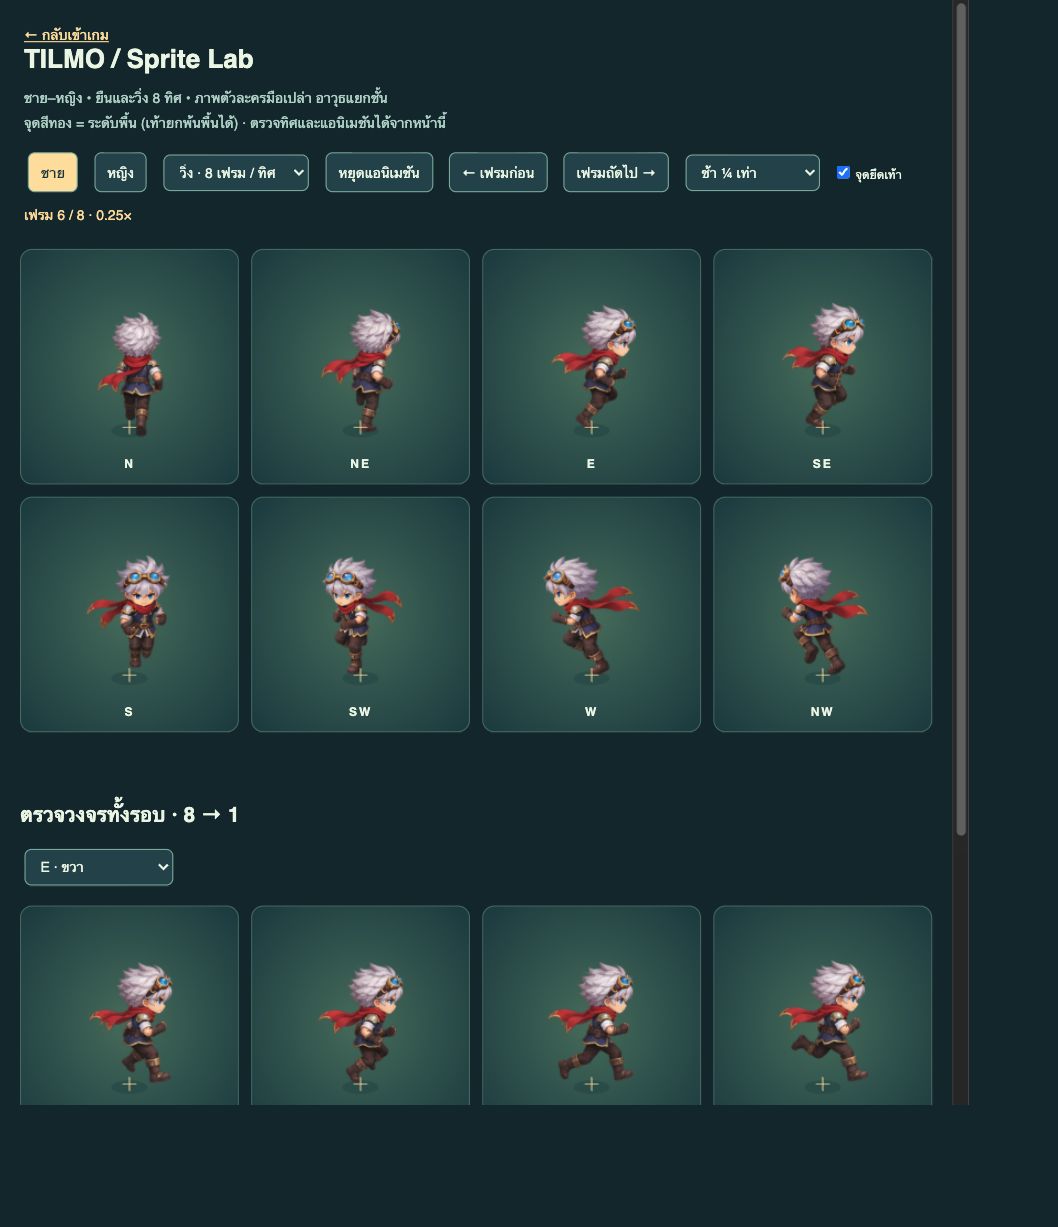 ← กลับเข้าเกม
TILMO / Sprite Lab
ชาย–หญิง • ยืนและวิ่ง 8 ทิศ • ภาพตัวละครมือเปล่า อาวุธแยกชั้น
จุดสีทอง = ระดับพื้น (เท้ายกพ้นพื้นได้) · ตรวจทิศและแอนิเมชันได้จากหน้านี้
ชาย หญิง วิ่ง · 8 เฟรม / ทิศ หยุดแอนิเมชัน ← เฟรมก่อน เฟรมถัดไป → ช้า ¼ เท่า จุดยึดเท้า
เฟรม 6 / 8 · 0.25×
N NE E SE
S SW W NW
ตรวจวงจรทั้งรอบ · 8 → 1
E · ขวา